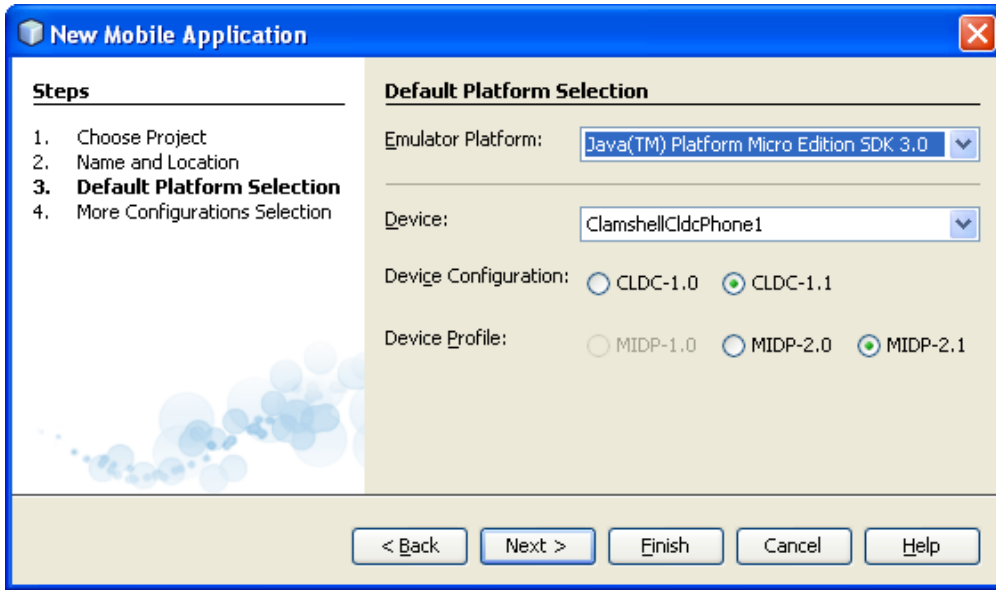 New Mobile Application
Steps
1. Choose Project
2. Name and Location
3. Default Platform Selection
4. More Configurations Selection
Default Platform Selection
Emulator Platform: Java(TM) Platform Micro Edition SDK 3.0
Device: ClamshellCldcPhone1
Device Configuration: CLDC-1.0 CLDC-1.1
Device Profile: MIDP-1.0 MIDP-2.0 MIDP-2.1
< Back Next > Finish Cancel Help